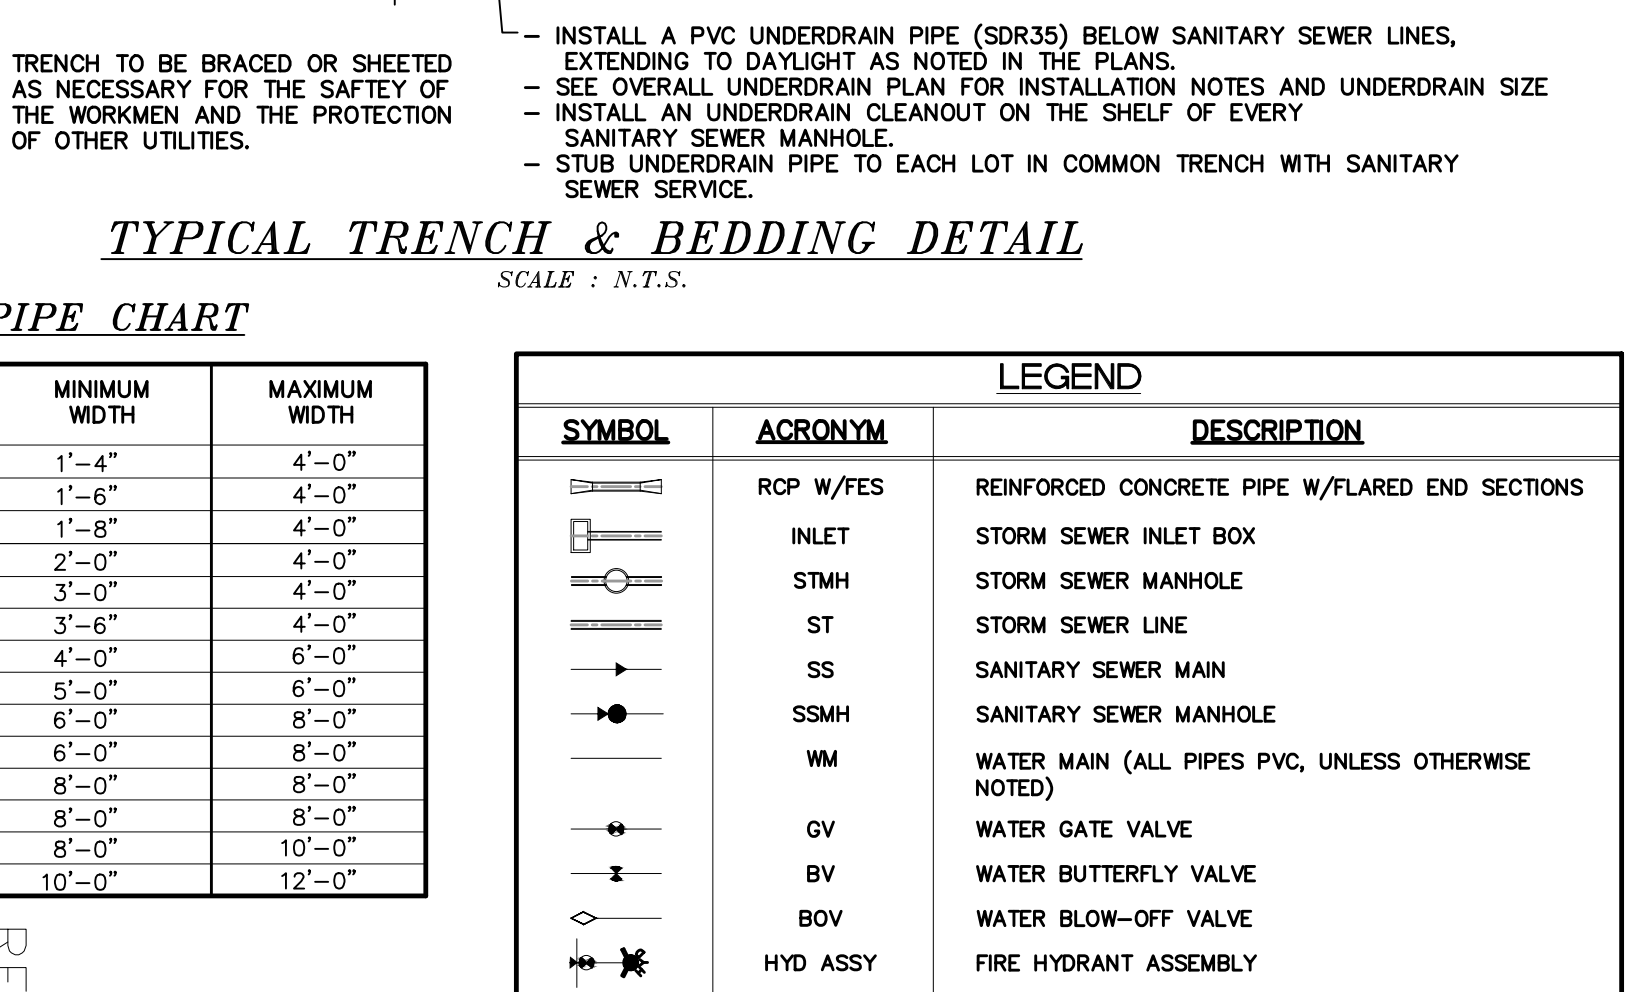 TRENCH TO BE BRACED OR SHEETED
AS NECESSARY FOR THE SAFTEY OF
THE WORKMEN AND THE PROTECTION
OF OTHER UTILITIES.
– INSTALL A PVC UNDERDRAIN PIPE (SDR35) BELOW SANITARY SEWER LINES,
EXTENDING TO DAYLIGHT AS NOTED IN THE PLANS.
– SEE OVERALL UNDERDRAIN PLAN FOR INSTALLATION NOTES AND UNDERDRAIN SIZE
– INSTALL AN UNDERDRAIN CLEANOUT ON THE SHELF OF EVERY
SANITARY SEWER MANHOLE.
– STUB UNDERDRAIN PIPE TO EACH LOT IN COMMON TRENCH WITH SANITARY
SEWER SERVICE.
TYPICAL TRENCH & BEDDING DETAIL
SCALE : N.T.S.
PIPE CHART
MINIMUM WIDTH MAXIMUM WIDTH
1'–4" 4'–0"
1'–6" 4'–0"
1'–8" 4'–0"
2'–0" 4'–0"
3'–0" 4'–0"
3'–6" 4'–0"
4'–0" 6'–0"
5'–0" 6'–0"
6'–0" 8'–0"
6'–0" 8'–0"
8'–0" 8'–0"
8'–0" 8'–0"
8'–0" 10'–0"
10'–0" 12'–0"
LEGEND
SYMBOL ACRONYM DESCRIPTION
RCP W/FES REINFORCED CONCRETE PIPE W/FLARED END SECTIONS
INLET STORM SEWER INLET BOX
STMH STORM SEWER MANHOLE
ST STORM SEWER LINE
SS SANITARY SEWER MAIN
SSMH SANITARY SEWER MANHOLE
WM WATER MAIN (ALL PIPES PVC, UNLESS OTHERWISE
NOTED)
GV WATER GATE VALVE
BV WATER BUTTERFLY VALVE
BOV WATER BLOW–OFF VALVE
HYD ASSY FIRE HYDRANT ASSEMBLY